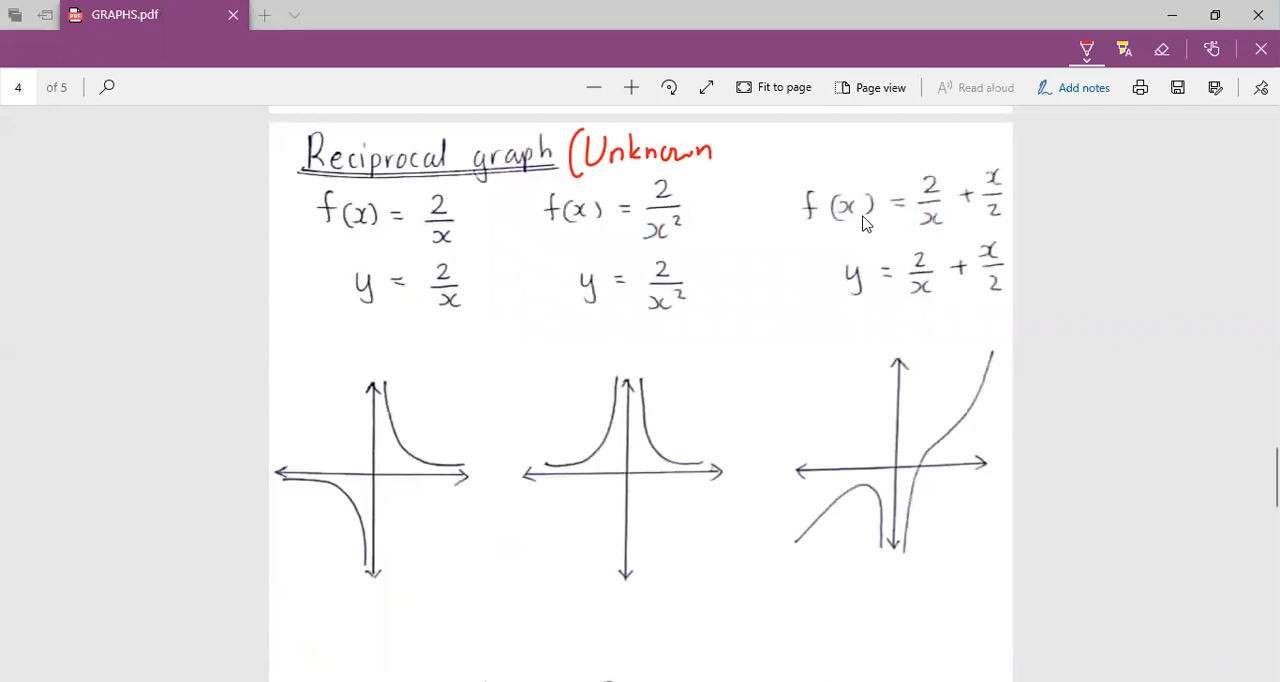 GRAPHS.pdf
4 of 5 Fit to page Page view Read aloud Add notes
Reciprocal graph (Unknown
f(x) = 2/x f(x) = 2/x² f(x) = 2/x + x/2
y = 2/x y = 2/x² y = 2/x + x/2